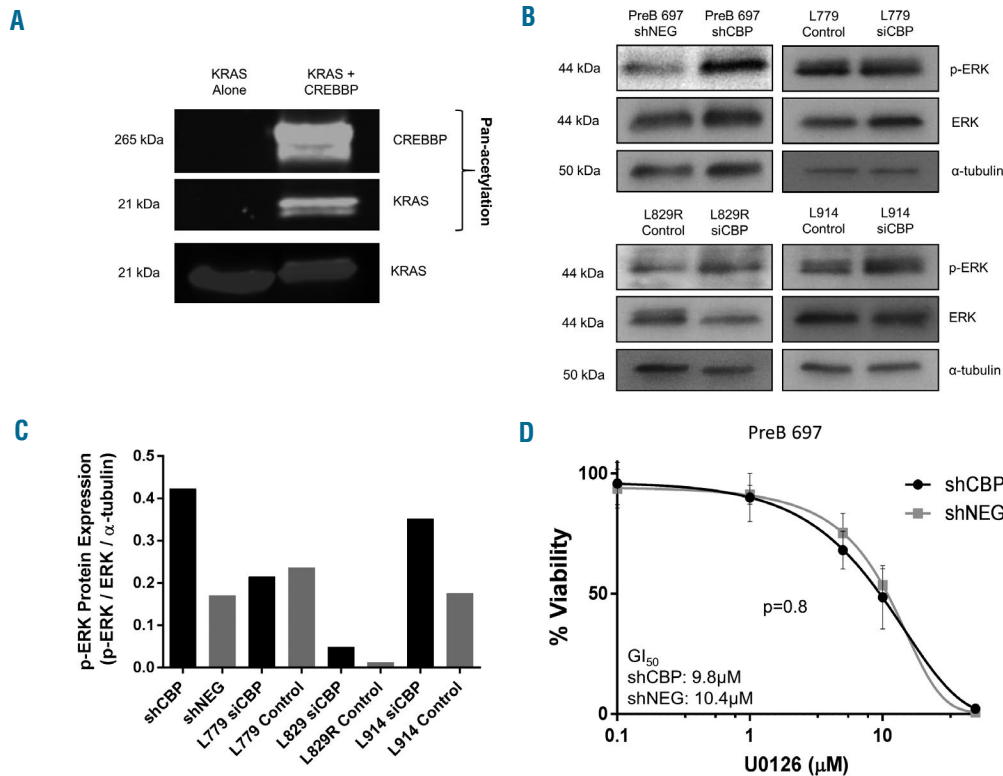 A
KRAS
Alone
KRAS +
CREBBP
265 kDa
CREBBP
21 kDa
KRAS
Pan-acetylation
21 kDa
KRAS
B
PreB 697
shNEG
PreB 697
shCBP
L779
Control
L779
siCBP
44 kDa
p-ERK
44 kDa
ERK
50 kDa
α-tubulin
L829R
Control
L829R
siCBP
L914
Control
L914
siCBP
44 kDa
p-ERK
44 kDa
ERK
50 kDa
α-tubulin
C
p-ERK Protein Expression
(p-ERK / ERK / α-tubulin)
0.5
0.4
0.3
0.2
0.1
0.0
shCBP
shNEG
L779 siCBP
L779 Control
L829 siCBP
L829R Control
L914 siCBP
L914 Control
D
PreB 697
% Viability
100
50
0
shCBP
shNEG
p=0.8
GI50
shCBP: 9.8µM
shNEG: 10.4µM
0.1
1
10
U0126 (µM)